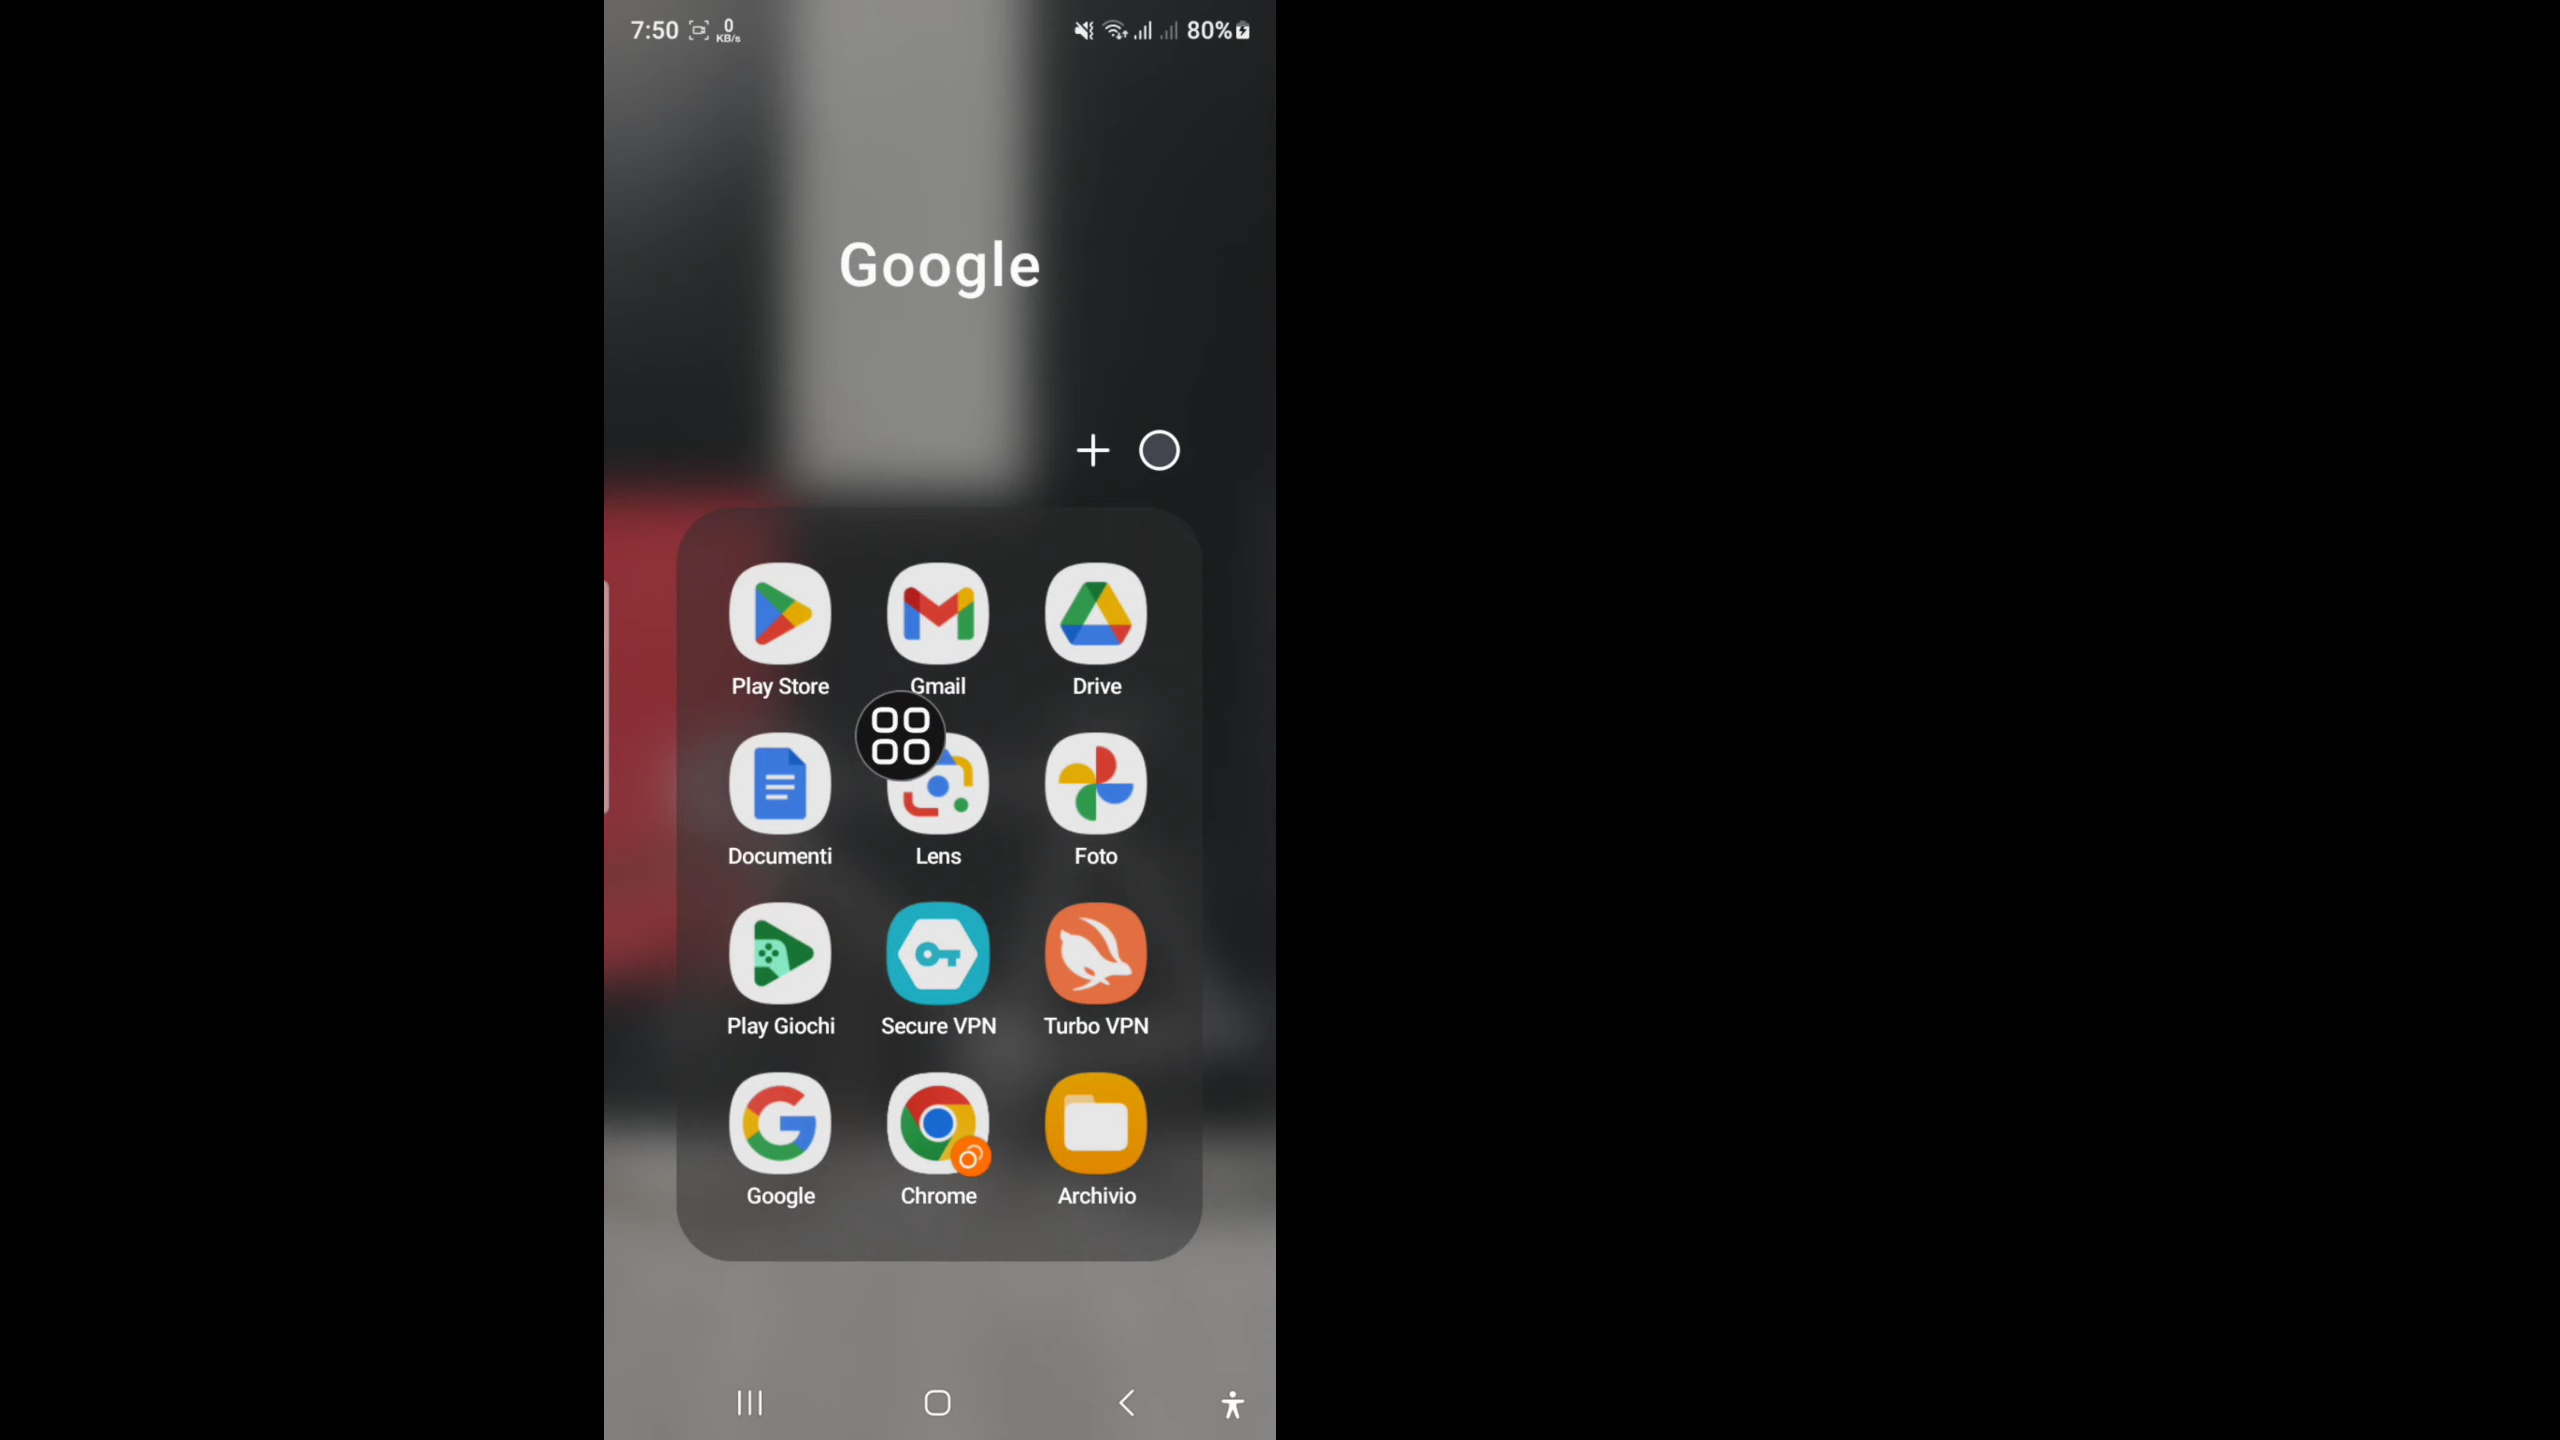 7:50 0 KB/s 80%
Google
Play Store Gmail Drive
Documenti Lens Foto
Play Giochi Secure VPN Turbo VPN
Google Chrome Archivio